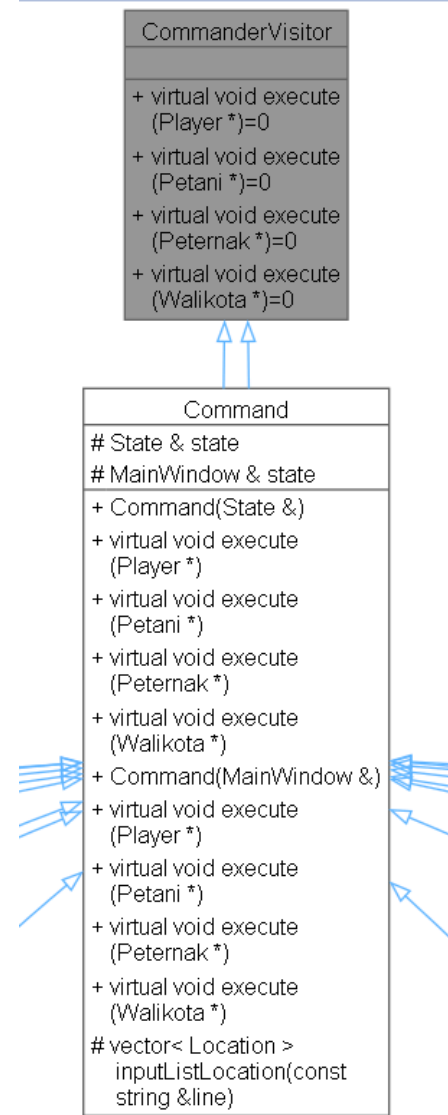 CommanderVisitor
+ virtual void execute
(Player *)=0
+ virtual void execute
(Petani *)=0
+ virtual void execute
(Peternak *)=0
+ virtual void execute
(Walikota *)=0
Command
# State & state
# MainWindow & state
+ Command(State &)
+ virtual void execute
(Player *)
+ virtual void execute
(Petani *)
+ virtual void execute
(Peternak *)
+ virtual void execute
(Walikota *)
+ Command(MainWindow &)
+ virtual void execute
(Player *)
+ virtual void execute
(Petani *)
+ virtual void execute
(Peternak *)
+ virtual void execute
(Walikota *)
# vector< Location >
inputListLocation(const
string &line)